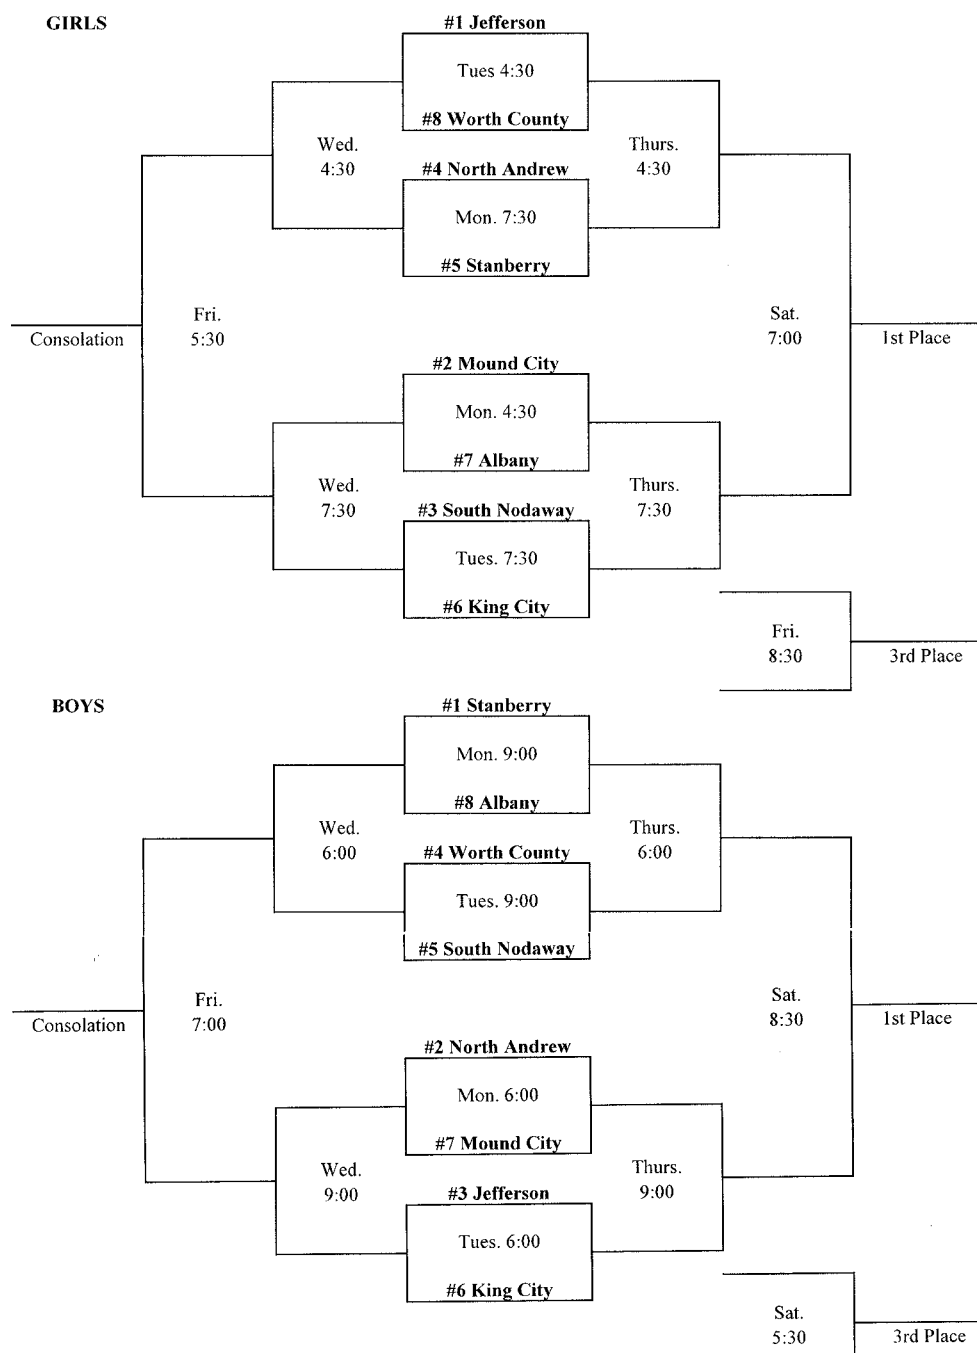 GIRLS
#1 Jefferson
Tues 4:30
#8 Worth County
Wed.
4:30
Thurs.
4:30
#4 North Andrew
Mon. 7:30
#5 Stanberry
Fri.
5:30
Consolation
Sat.
7:00
1st Place
#2 Mound City
Mon. 4:30
#7 Albany
Wed.
7:30
Thurs.
7:30
#3 South Nodaway
Tues. 7:30
#6 King City
Fri.
8:30
3rd Place
BOYS
#1 Stanberry
Mon. 9:00
#8 Albany
Wed.
6:00
Thurs.
6:00
#4 Worth County
Tues. 9:00
#5 South Nodaway
Fri.
7:00
Consolation
Sat.
8:30
1st Place
#2 North Andrew
Mon. 6:00
#7 Mound City
Wed.
9:00
Thurs.
9:00
#3 Jefferson
Tues. 6:00
#6 King City
Sat.
5:30
3rd Place